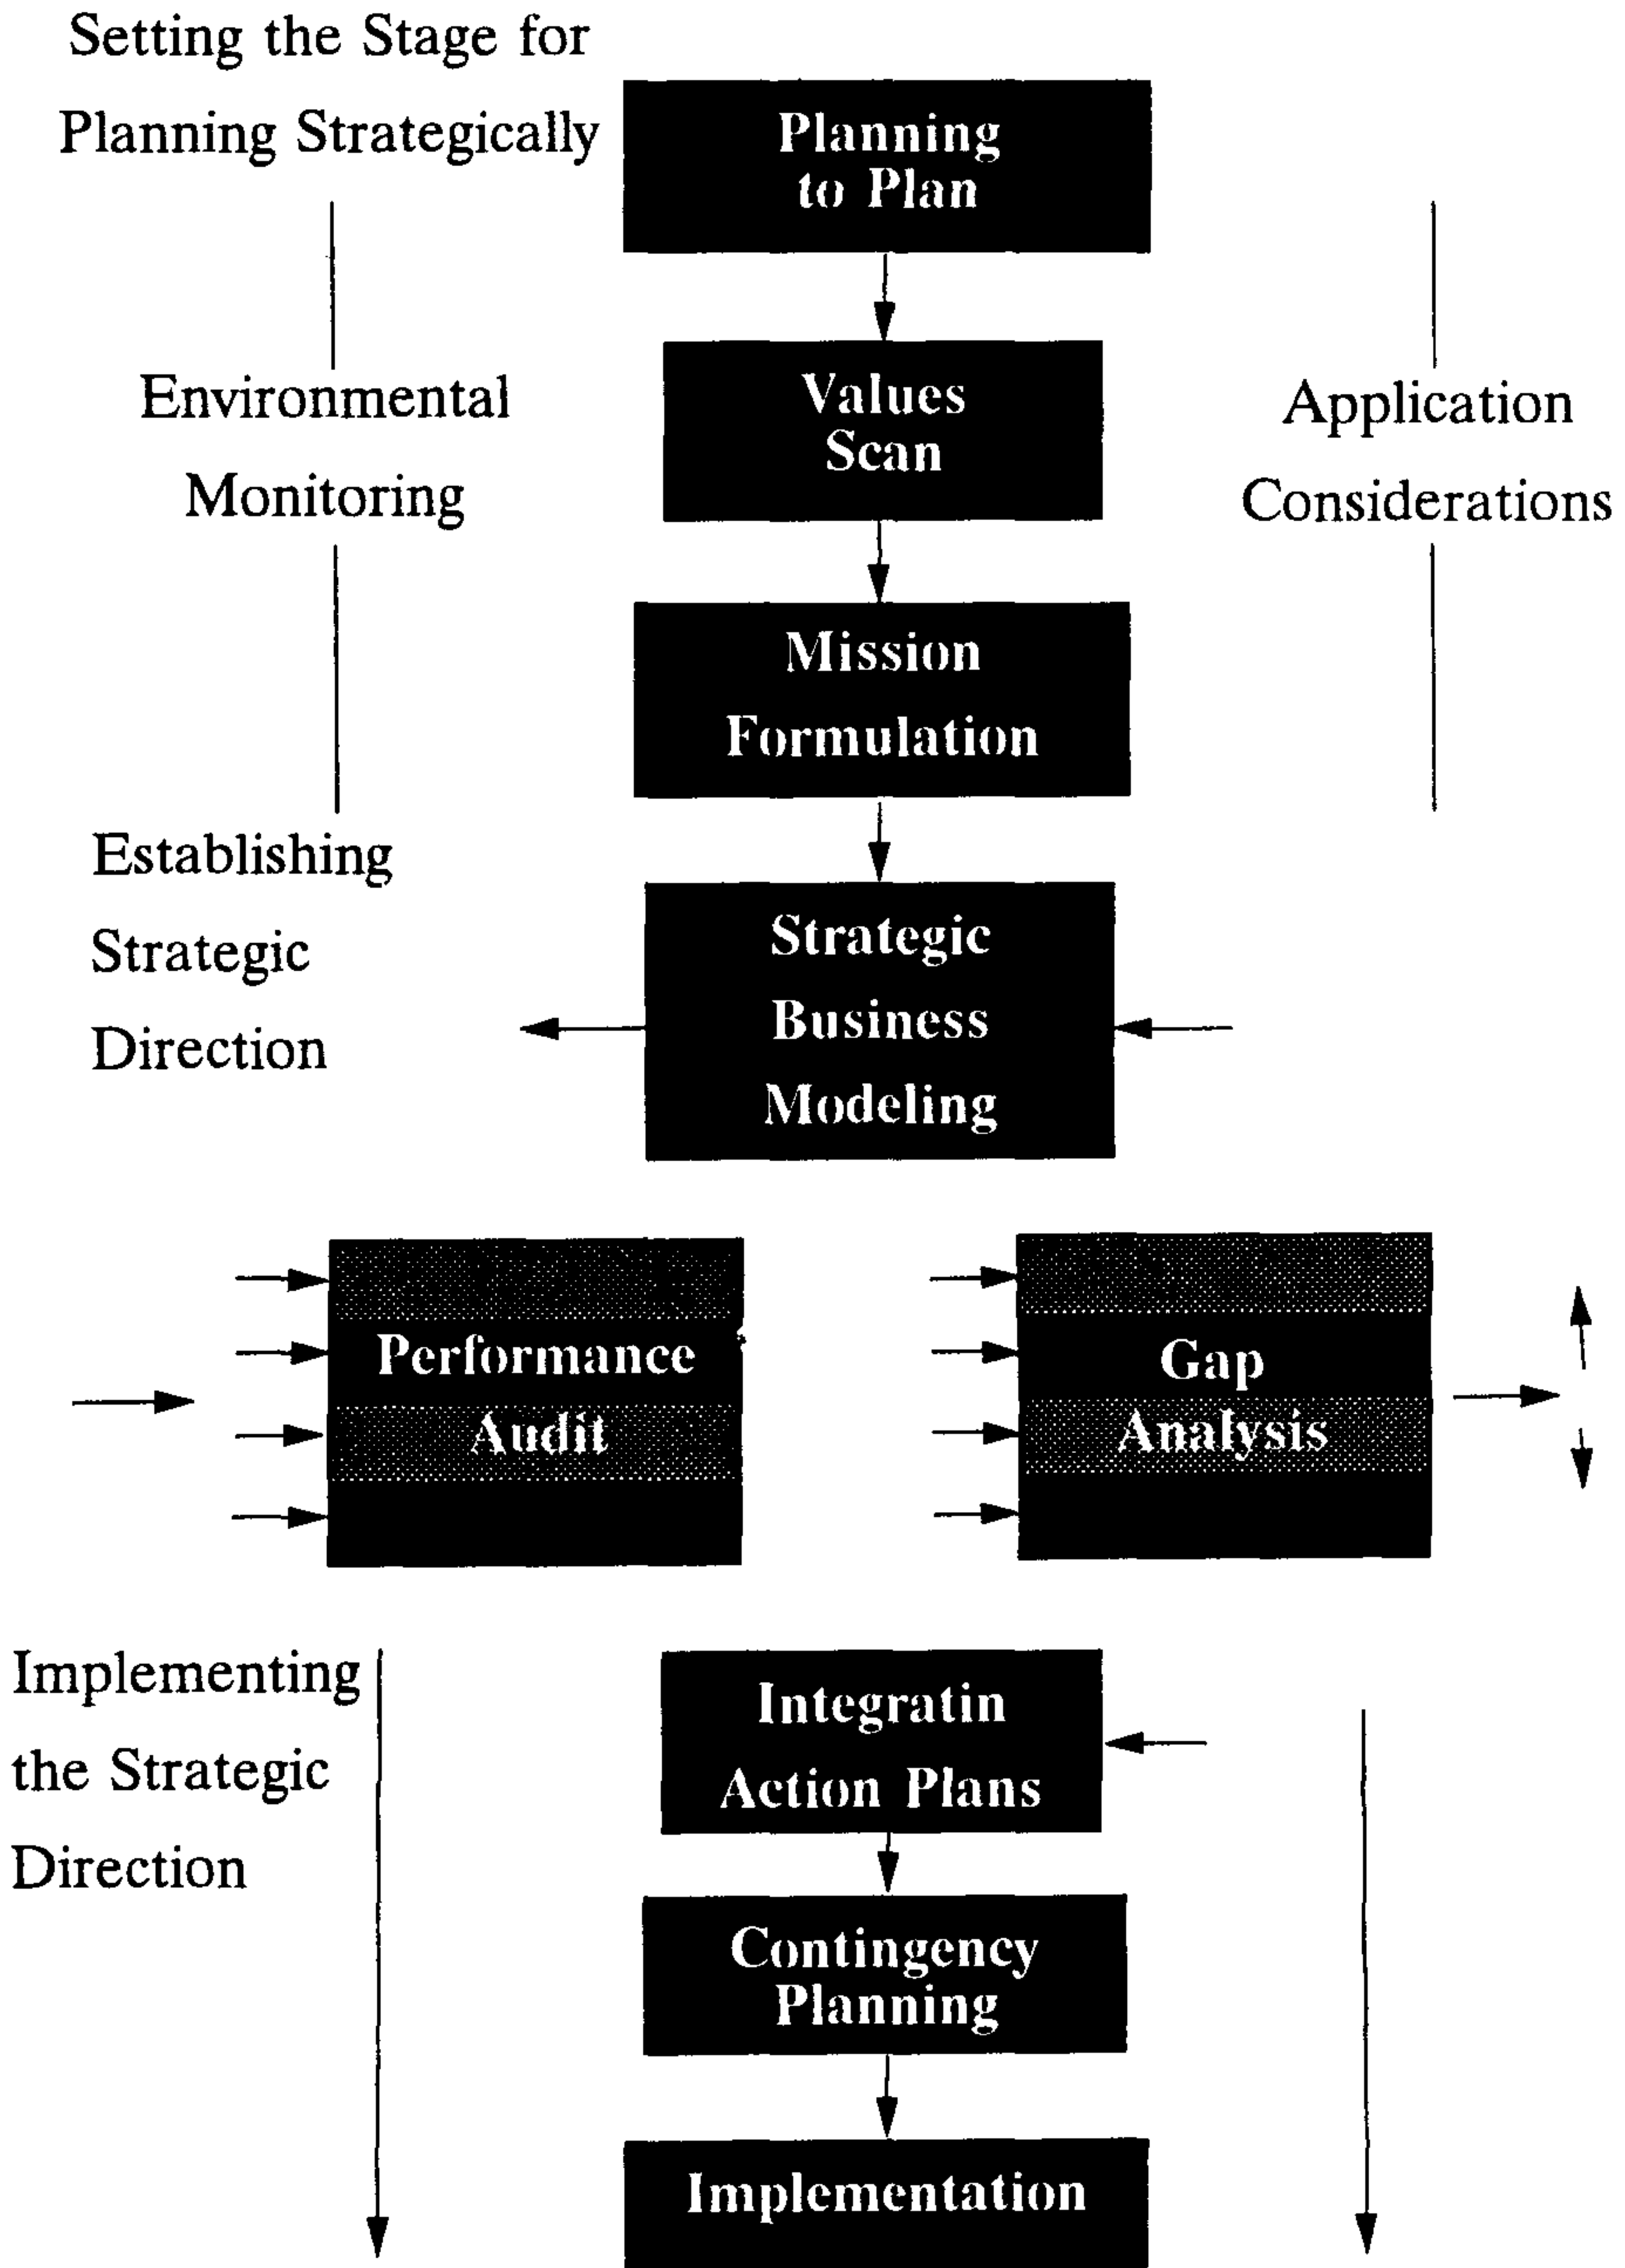 Setting the Stage for
Planning Strategically
Planning
to Plan
Environmental
Monitoring
Values
Scan
Application
Considerations
Mission
Formulation
Establishing
Strategic
Direction
Strategic
Business
Modeling
Performance
Audit
Gap
Analysis
Implementing
the Strategic
Direction
Integratin
Action Plans
Contingency
Planning
Implementation